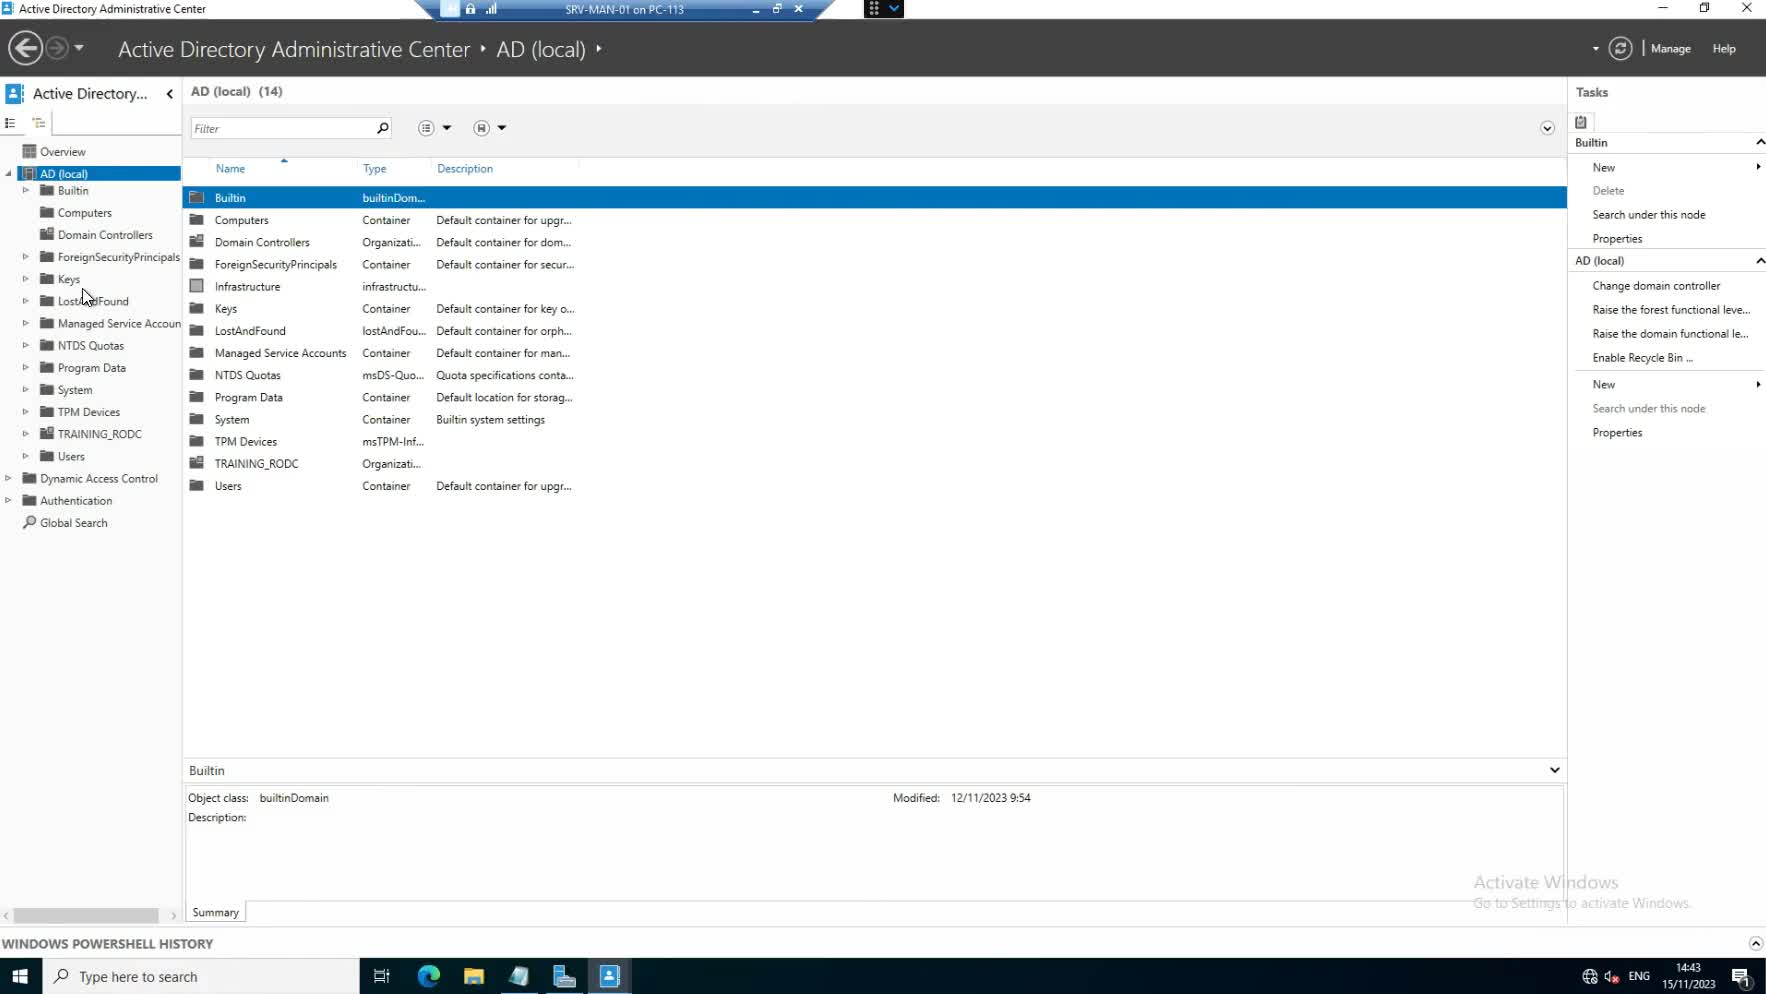 Active Directory Administrative Center
SRV-MAN-01 on PC-113
Active Directory Administrative Center AD (local)
Manage Help
Active Directory...
Overview
AD (local)
Builtin
Computers
Domain Controllers
ForeignSecurityPrincipals
Keys
LostAndFound
Managed Service Accoun
NTDS Quotas
Program Data
System
TPM Devices
TRAINING_RODC
Users
Dynamic Access Control
Authentication
Global Search
AD (local) (14)
Filter
Name Type Description
Builtin builtinDom...
Computers Container Default container for upgr...
Domain Controllers Organizati... Default container for dom...
ForeignSecurityPrincipals Container Default container for secur...
Infrastructure infrastructu...
Keys Container Default container for key o...
LostAndFound lostAndFou... Default container for orph...
Managed Service Accounts Container Default container for man...
NTDS Quotas msDS-Quo... Quota specifications conta...
Program Data Container Default location for storag...
System Container Builtin system settings
TPM Devices msTPM-Inf...
TRAINING_RODC Organizati...
Users Container Default container for upgr...
Builtin
Object class: builtinDomain Modified: 12/11/2023 9:54
Description:
Summary
Tasks
Builtin
New
Delete
Search under this node
Properties
AD (local)
Change domain controller
Raise the forest functional leve...
Raise the domain functional le...
Enable Recycle Bin ...
New
Search under this node
Properties
Activate Windows
Go to Settings to activate Windows.
WINDOWS POWERSHELL HISTORY
Type here to search
ENG
14:43
15/11/2023
1